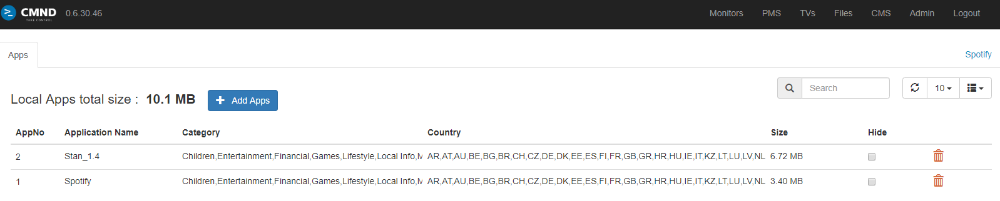 CMND 0.6.30.46 Monitors PMS TVs Files CMS Admin Logout
TAKE CONTROL
Apps Spotify
Local Apps total size : 10.1 MB Add Apps Search 10
AppNo Application Name Category Country Size Hide
2 Stan_1.4 Children,Entertainment,Financial,Games,Lifestyle,Local Info,M AR,AT,AU,BE,BG,BR,CH,CZ,DE,DK,EE,ES,FI,FR,GB,GR,HR,HU,IE,IT,KZ,LT,LU,LV,NL 6.72 MB
1 Spotify Children,Entertainment,Financial,Games,Lifestyle,Local Info,M AR,AT,AU,BE,BG,BR,CH,CZ,DE,DK,EE,ES,FI,FR,GB,GR,HR,HU,IE,IT,KZ,LT,LU,LV,NL 3.40 MB